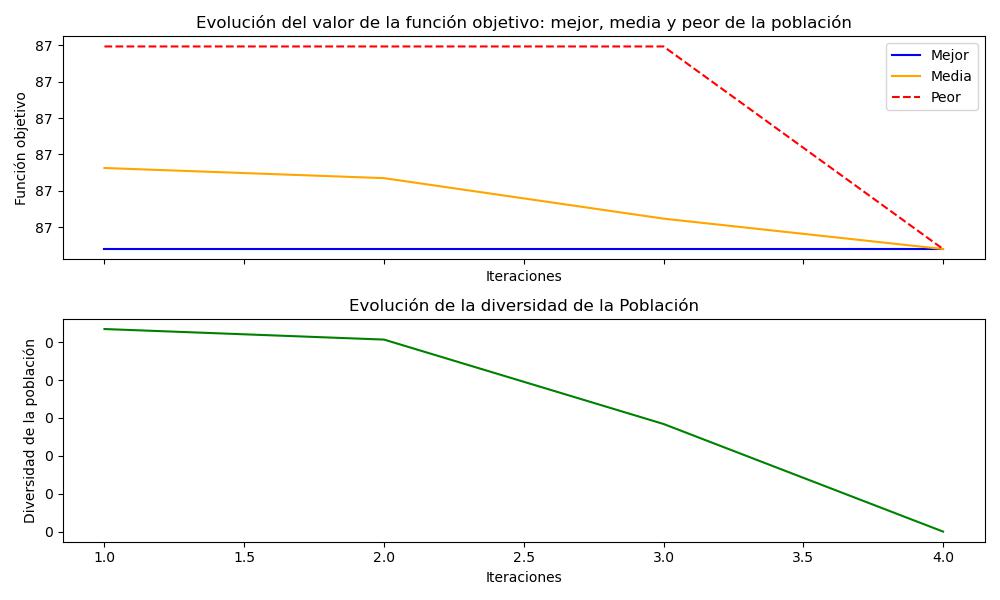 Evolución del valor de la función objetivo: mejor, media y peor de la población
87
87
87
87
87
87
Función objetivo
Mejor
Media
Peor
Iteraciones
Evolución de la diversidad de la Población
0
0
0
0
0
0
Diversidad de la población
1.0 1.5 2.0 2.5 3.0 3.5 4.0
Iteraciones